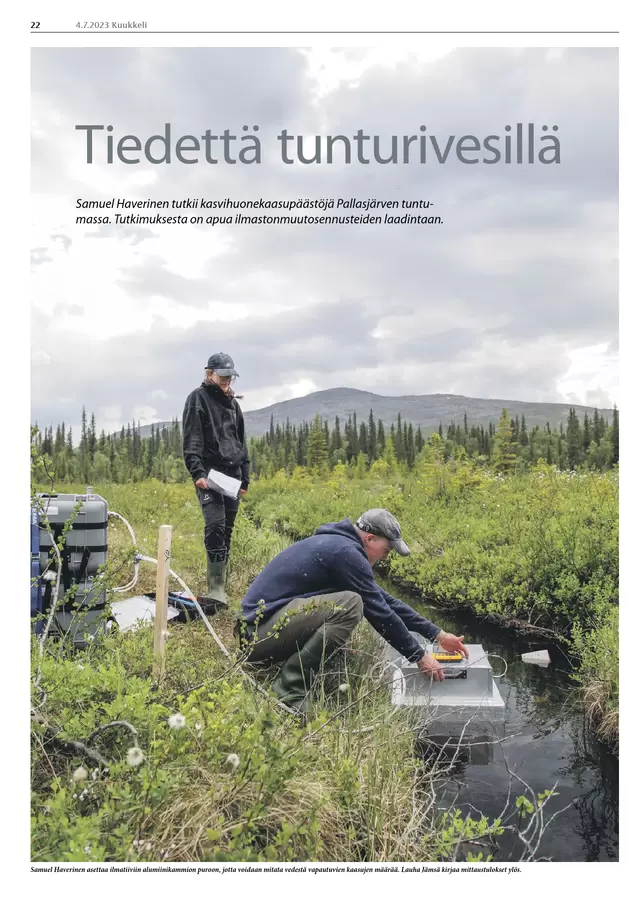 22 4.7.2023 Kuukkeli
Tiedettä tunturivesillä
Samuel Haverinen tutkii kasvihuonekaasupäästöjä Pallasjärven tuntu-
massa. Tutkimuksesta on apua ilmastonmuutosennusteiden laadintaan.
Samuel Haverinen asettaa ilmatiiviin alumiinikammion puroon, jotta voidaan mitata vedestä vapautuvien kaasujen määrää. Lauha Jämsä kirjaa mittaustulokset ylös.